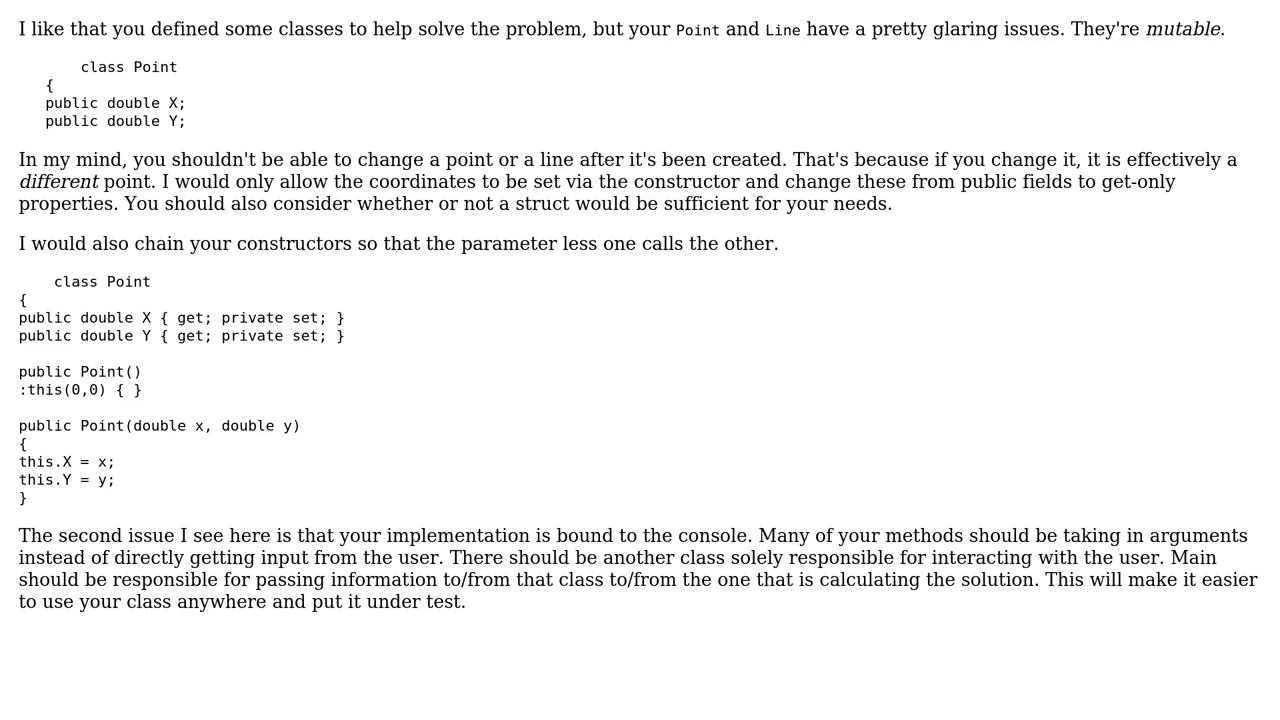 I like that you defined some classes to help solve the problem, but your Point and Line have a pretty glaring issues. They're mutable.
class Point
{
public double X;
public double Y;
In my mind, you shouldn't be able to change a point or a line after it's been created. That's because if you change it, it is effectively a
different point. I would only allow the coordinates to be set via the constructor and change these from public fields to get-only
properties. You should also consider whether or not a struct would be sufficient for your needs.
I would also chain your constructors so that the parameter less one calls the other.
class Point
{
public double X { get; private set; }
public double Y { get; private set; }
public Point()
:this(0,0) { }
public Point(double x, double y)
{
this.X = x;
this.Y = y;
}
The second issue I see here is that your implementation is bound to the console. Many of your methods should be taking in arguments
instead of directly getting input from the user. There should be another class solely responsible for interacting with the user. Main
should be responsible for passing information to/from that class to/from the one that is calculating the solution. This will make it easier
to use your class anywhere and put it under test.